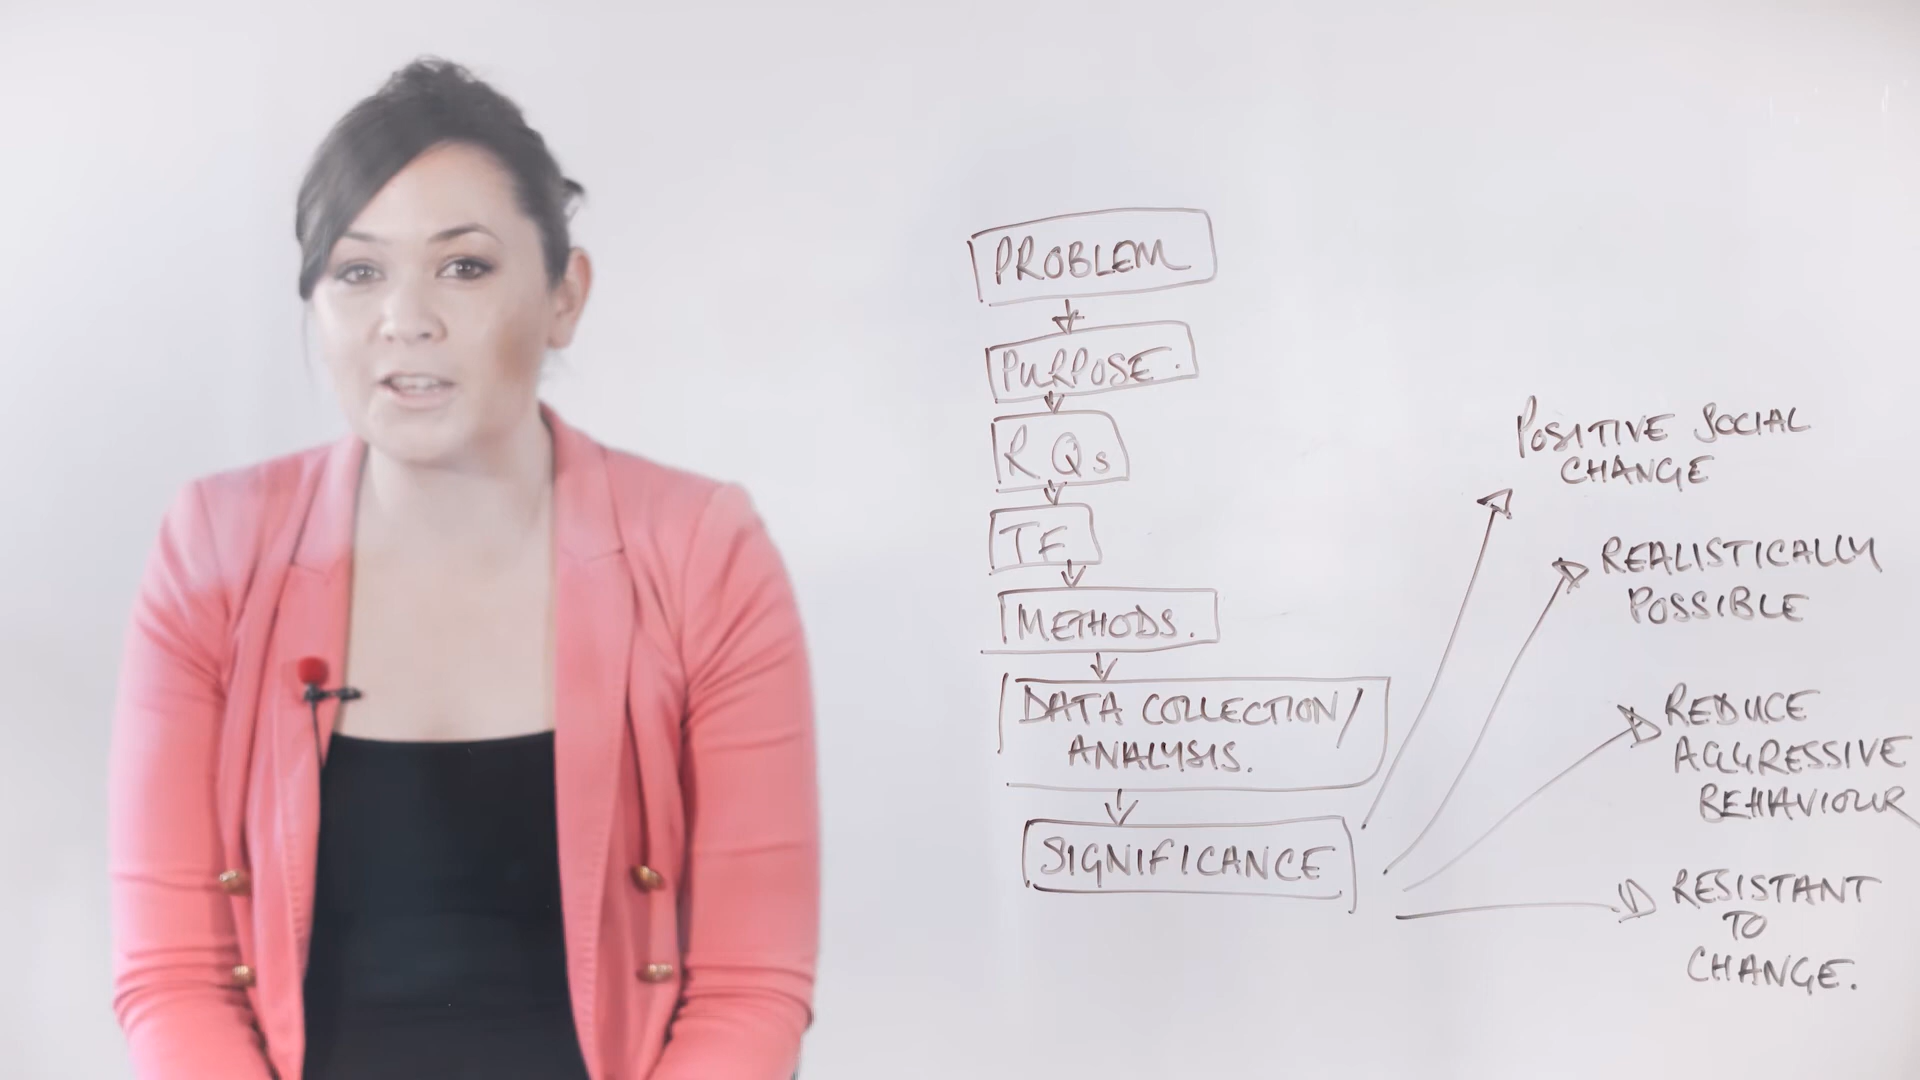 PROBLEM
PURPOSE.
RQs
TF
METHODS.
DATA COLLECTION/
ANALYSIS.
SIGNIFICANCE
POSITIVE SOCIAL
CHANGE
REALISTICALLY
POSSIBLE
REDUCE
AGGRESSIVE
BEHAVIOUR
RESISTANT
TO
CHANGE.